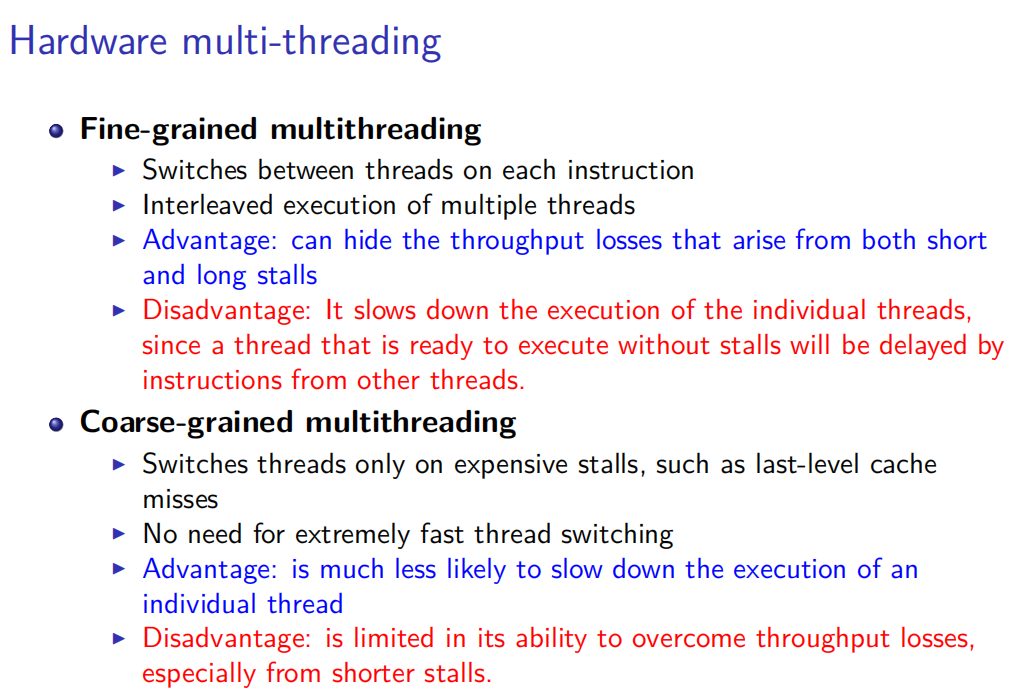 Hardware multi-threading
Fine-grained multithreading
Switches between threads on each instruction
Interleaved execution of multiple threads
Advantage: can hide the throughput losses that arise from both short
and long stalls
Disadvantage: It slows down the execution of the individual threads,
since a thread that is ready to execute without stalls will be delayed by
instructions from other threads.
Coarse-grained multithreading
Switches threads only on expensive stalls, such as last-level cache
misses
No need for extremely fast thread switching
Advantage: is much less likely to slow down the execution of an
individual thread
Disadvantage: is limited in its ability to overcome throughput losses,
especially from shorter stalls.